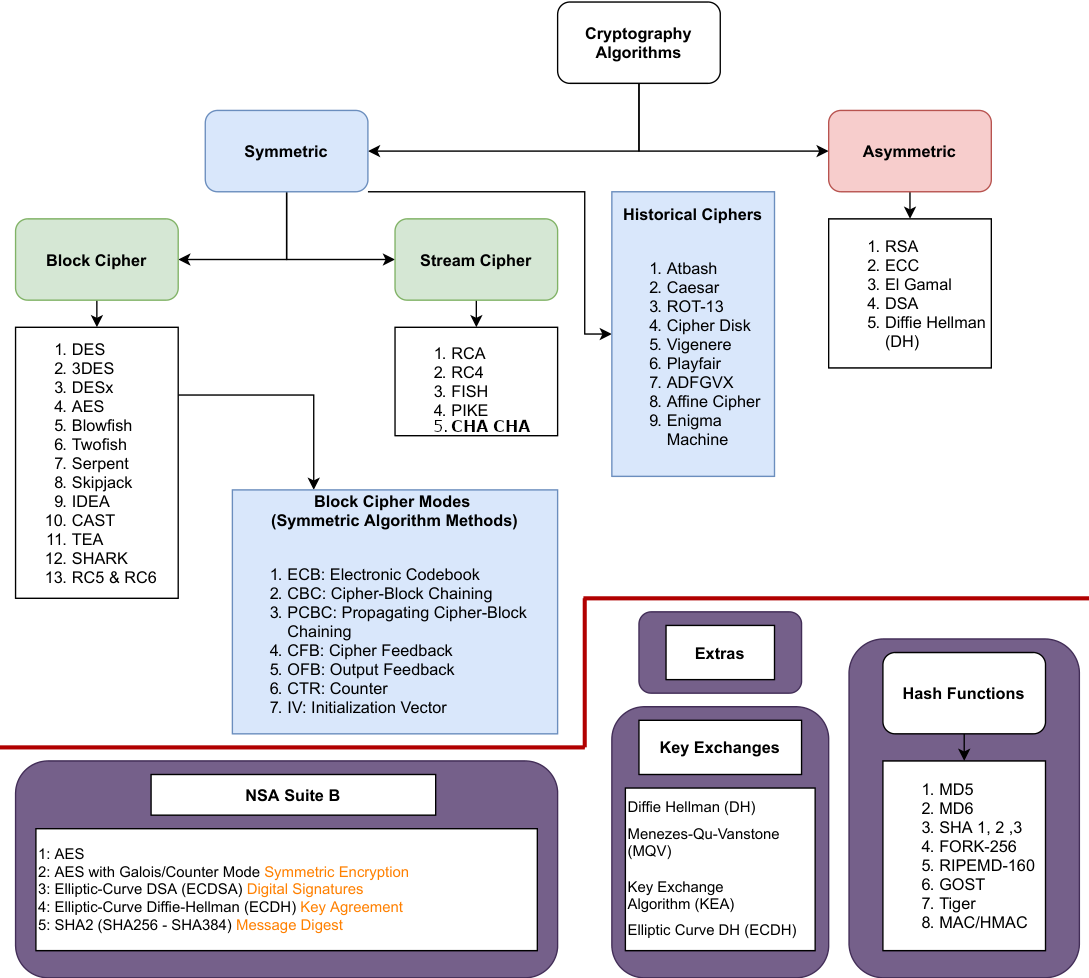 Cryptography
Algorithms
Symmetric
Asymmetric
Block Cipher
Stream Cipher
Historical Ciphers
1. Atbash
2. Caesar
3. ROT-13
4. Cipher Disk
5. Vigenere
6. Playfair
7. ADFGVX
8. Affine Cipher
9. Enigma
Machine
1. RSA
2. ECC
3. El Gamal
4. DSA
5. Diffie Hellman
(DH)
1. DES
2. 3DES
3. DESx
4. AES
5. Blowfish
6. Twofish
7. Serpent
8. Skipjack
9. IDEA
10. CAST
11. TEA
12. SHARK
13. RC5 & RC6
1. RCA
2. RC4
3. FISH
4. PIKE
5. CHA CHA
Block Cipher Modes
(Symmetric Algorithm Methods)
1. ECB: Electronic Codebook
2. CBC: Cipher-Block Chaining
3. PCBC: Propagating Cipher-Block
Chaining
4. CFB: Cipher Feedback
5. OFB: Output Feedback
6. CTR: Counter
7. IV: Initialization Vector
NSA Suite B
1: AES
2: AES with Galois/Counter Mode Symmetric Encryption
3: Elliptic-Curve DSA (ECDSA) Digital Signatures
4: Elliptic-Curve Diffie-Hellman (ECDH) Key Agreement
5: SHA2 (SHA256 - SHA384) Message Digest
Extras
Key Exchanges
Diffie Hellman (DH)
Menezes-Qu-Vanstone
(MQV)
Key Exchange
Algorithm (KEA)
Elliptic Curve DH (ECDH)
Hash Functions
1. MD5
2. MD6
3. SHA 1, 2 ,3
4. FORK-256
5. RIPEMD-160
6. GOST
7. Tiger
8. MAC/HMAC